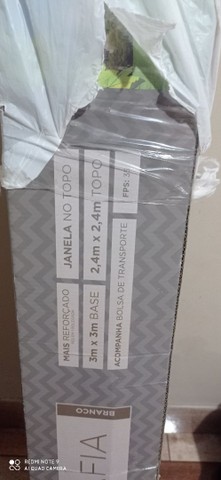 MAIS REFORÇADO
JANELA NO TOPO
3m x 3m BASE
2,4m x 2,4m TOPO
ACOMPANHA BOLSA DE TRANSPORTE
FPS:
BRANCO
AFIA
REDMI NOTE 9
AI QUAD CAMERA